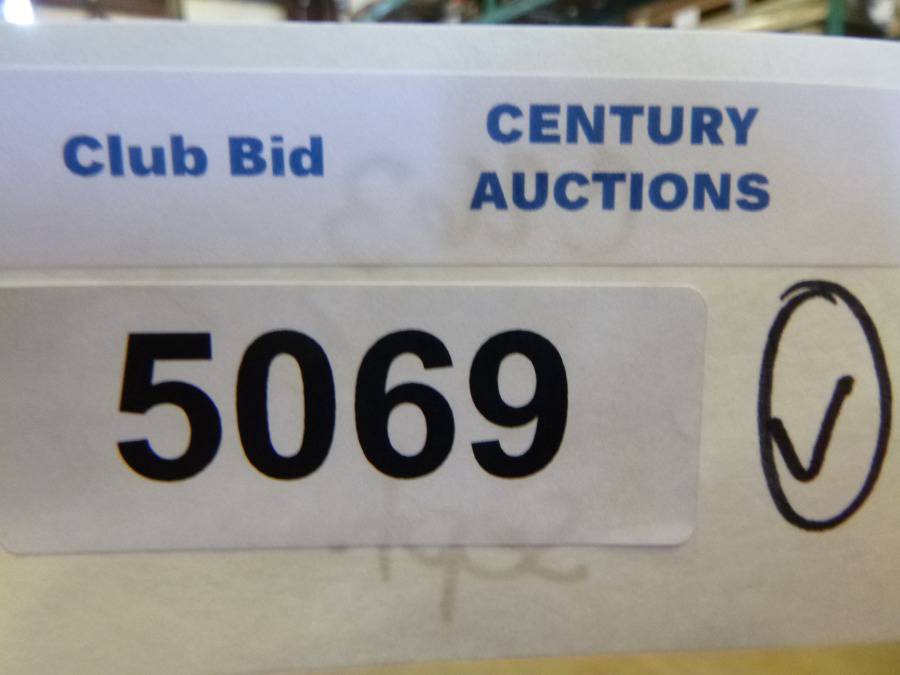 Club Bid
CENTURY
AUCTIONS
5069